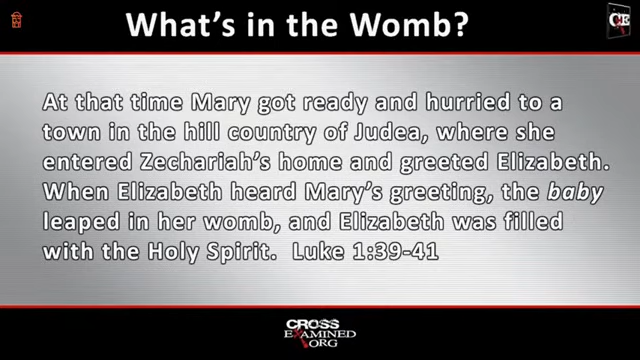 What's in the Womb?
CE
At that time Mary got ready and hurried to a
town in the hill country of Judea, where she
entered Zechariah's home and greeted Elizabeth.
When Elizabeth heard Mary's greeting, the baby
leaped in her womb, and Elizabeth was filled
with the Holy Spirit. Luke 1:39-41
CROSS
EXAMINED
.ORG